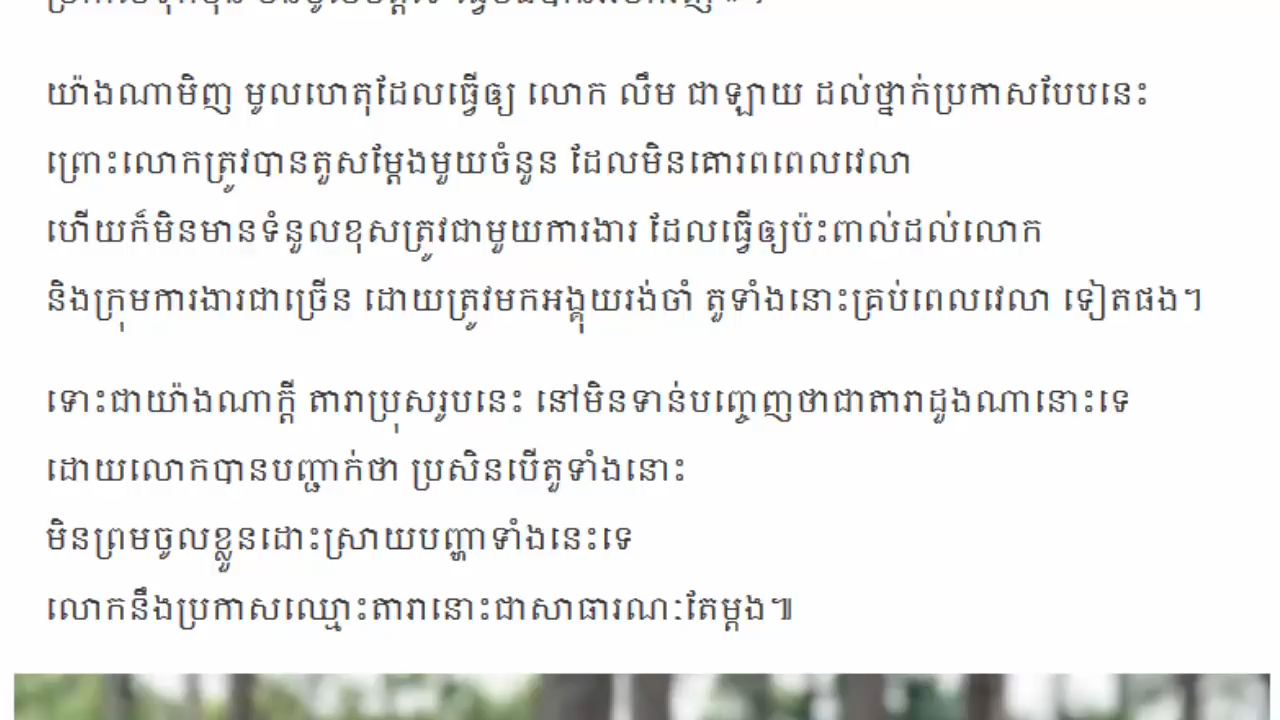 យ៉ាងណាមិញ មូលហេតុដែលធ្វើឲ្យ លោក លឹម ជាឡាយ ដល់ថ្នាក់ប្រកាសបែបនេះ
ព្រោះលោកត្រូវបានតួសម្ដែងមួយចំនួន ដែលមិនគោរពពេលវេលា
ហើយក៏មិនមានទំនួលខុសត្រូវជាមួយការងារ ដែលធ្វើឲ្យប៉ះពាល់ដល់លោក
និងក្រុមការងារជាច្រើន ដោយត្រូវមកអង្គុយរង់ចាំ តួទាំងនោះគ្រប់ពេលវេលា ទៀតផង។
ទោះជាយ៉ាងណាក្ដី តារាប្រុសរូបនេះ នៅមិនទាន់បញ្ចេញថាជាតារាដួងណានោះទេ
ដោយលោកបានបញ្ជាក់ថា ប្រសិនបើតួទាំងនោះ
មិនព្រមចូលខ្លួនដោះស្រាយបញ្ហាទាំងនេះទេ
លោកនឹងប្រកាសឈ្មោះតារានោះជាសាធារណៈតែម្ដង៕